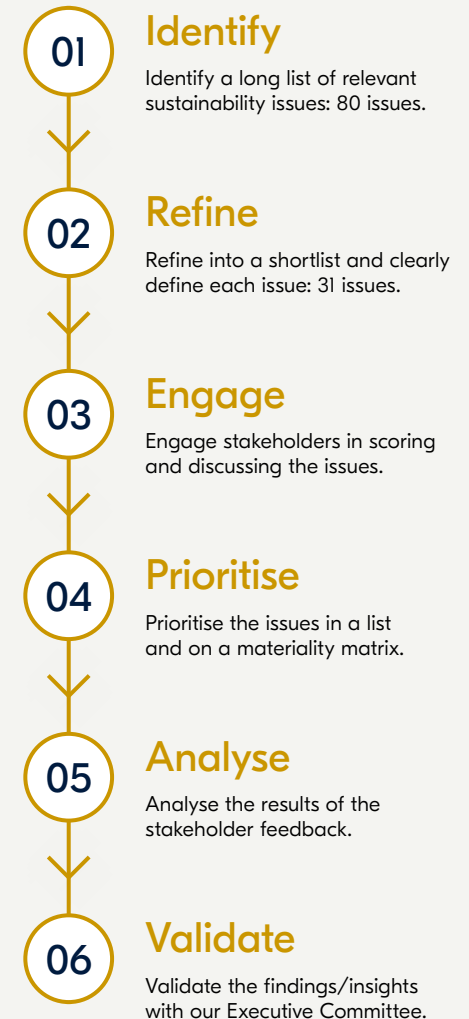 01
Identify
Identify a long list of relevant
sustainability issues: 80 issues.
02
Refine
Refine into a shortlist and clearly
define each issue: 31 issues.
03
Engage
Engage stakeholders in scoring
and discussing the issues.
04
Prioritise
Prioritise the issues in a list
and on a materiality matrix.
05
Analyse
Analyse the results of the
stakeholder feedback.
06
Validate
Validate the findings/insights
with our Executive Committee.